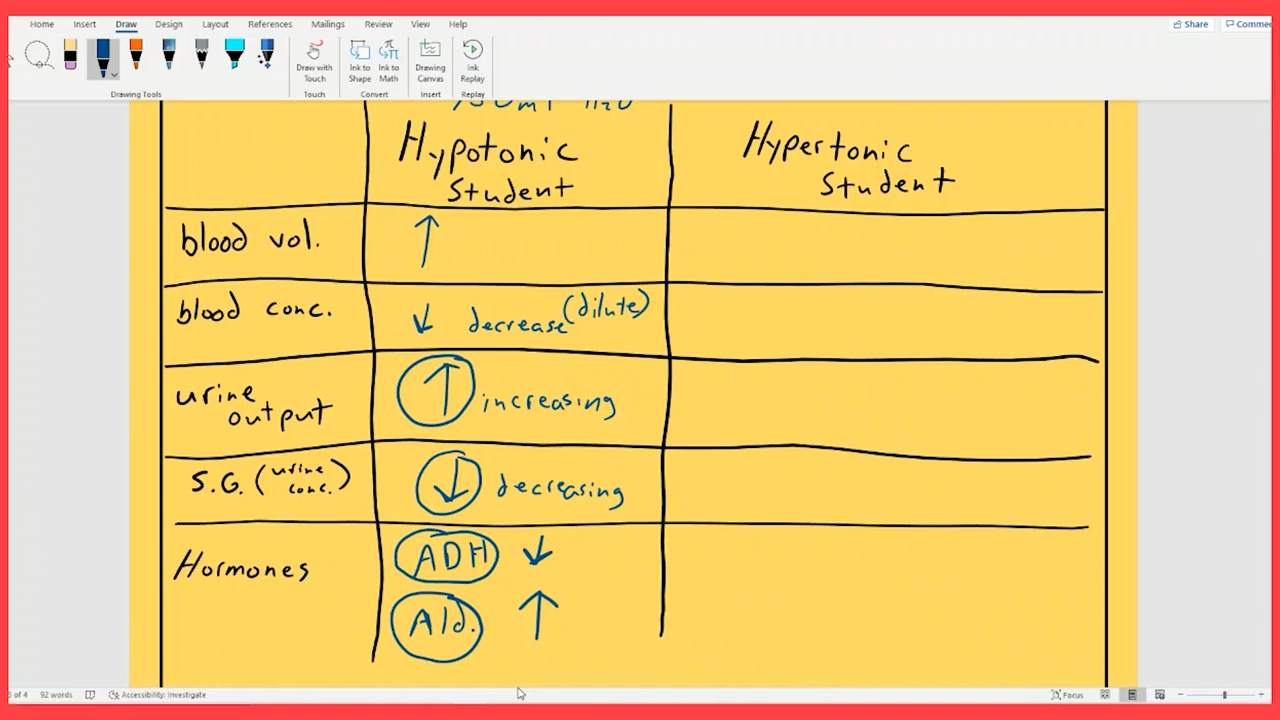 Home Insert Draw Design Layout References Mailings Review View Help
Share
Draw with Touch
Ink to Shape
Ink to Math
Drawing Canvas
Ink Replay
Drawing Tools
Touch
Convert
Insert
Replay
Hypotonic
Student
Hypertonic
Student
blood vol. ↑
blood conc. ↓ decrease (dilute)
urine
output ↑ increasing
S.G. (urine
conc.) ↓ decreasing
Hormones
ADH ↓
Ald. ↑
of 4 92 words Accessibility: Investigate
Focus